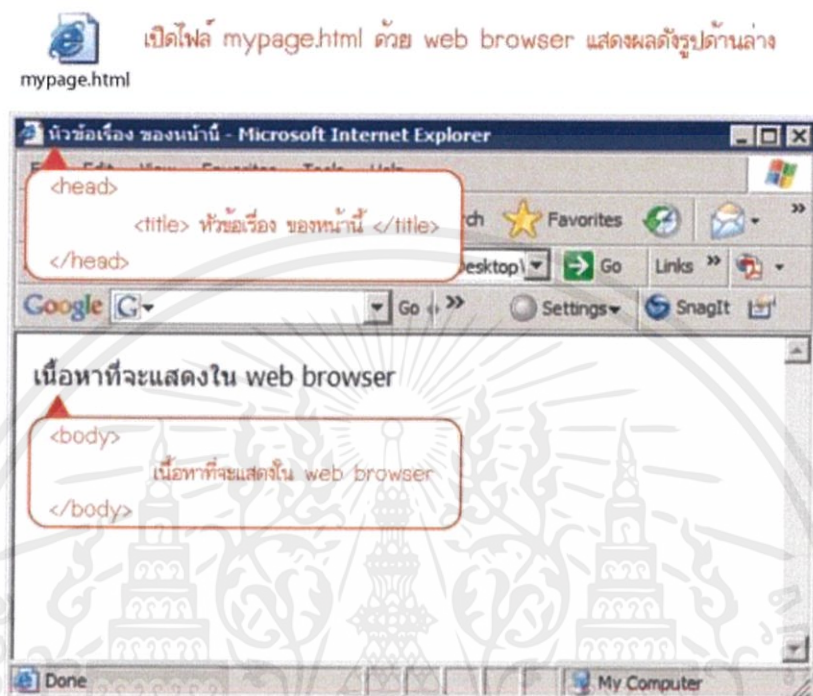 เปิดไฟล์ mypage.html ด้วย web browser แสดงผลดังรูปด้านล่าง
mypage.html
หัวข้อเรื่อง ของหน้านี้ - Microsoft Internet Explorer
<head>
<title> หัวข้อเรื่อง ของหน้านี้ </title>
</head>
Favorites
esktop\ Go Links »
Google G Go » Settings SnagIt
เนื้อหาที่จะแสดงใน web browser
<body>
เนื้อหาที่จะแสดงใน web browser
</body>
Done My Computer